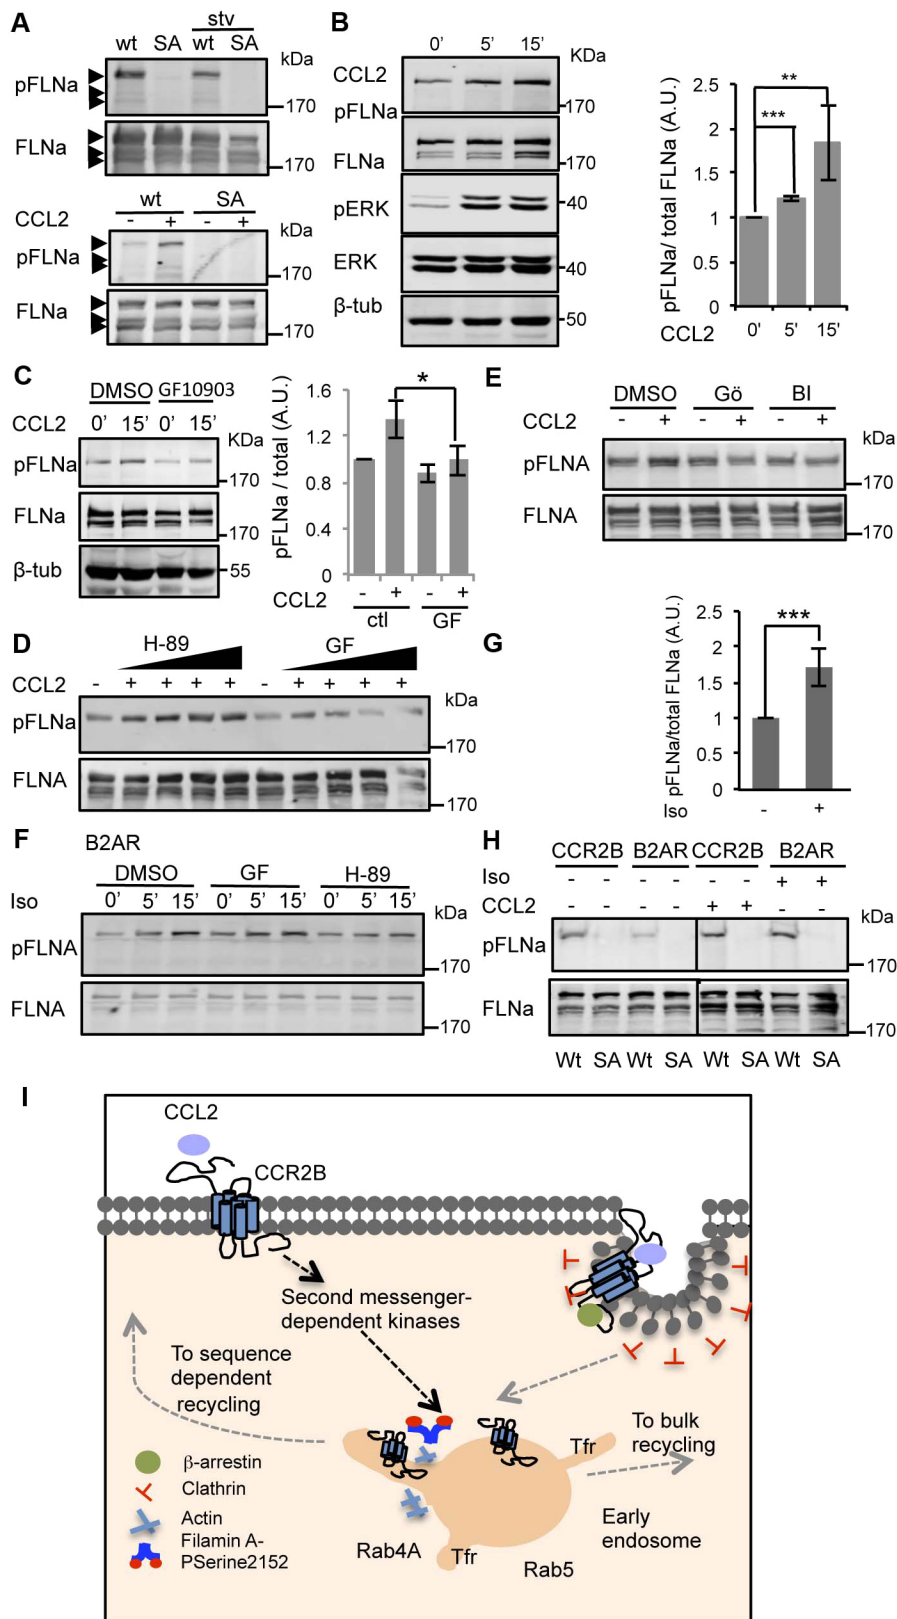 A
stv
wt SA wt SA
kDa
pFLNa
170
FLNa
170
wt SA
CCL2 - + - +
kDa
pFLNa
170
FLNa
170
B
0' 5' 15'
KDa
CCL2
pFLNa
170
FLNa
170
pERK
40
ERK
40
β-tub
50
pFLNa/ total FLNa (A.U.)
2.5
2
1.5
1
0.5
0
**
***
CCL2 0' 5' 15'
C
DMSO GF10903
CCL2 0' 15' 0' 15'
KDa
pFLNa
170
FLNa
170
β-tub
55
pFLNa / total (A.U.)
1.6
1.2
0.8
0.4
0
*
CCL2 - + - +
ctl GF
E
DMSO Gö BI
CCL2 - + - + - +
kDa
pFLNA
FLNA
170
D
H-89 GF
CCL2 - + + + + - + + + +
kDa
pFLNa
170
FLNA
170
G
pFLNa/total FLNa (A.U.)
2.5
2
1.5
1
0.5
0
***
Iso - +
F
B2AR
DMSO GF H-89
Iso 0' 5' 15' 0' 5' 15' 0' 5' 15'
kDa
pFLNA
170
FLNA
170
H
CCR2B B2AR CCR2B B2AR
Iso - - - - - - + +
CCL2 - - - - + + - -
kDa
pFLNa
170
FLNa
170
Wt SA Wt SA Wt SA Wt SA
I
CCL2
CCR2B
Second messenger-
dependent kinases
To sequence
dependent
recycling
To bulk
recycling
Tfr
β-arrestin
Clathrin
Actin
Filamin A-
PSerine2152
Rab4A
Tfr
Rab5
Early
endosome